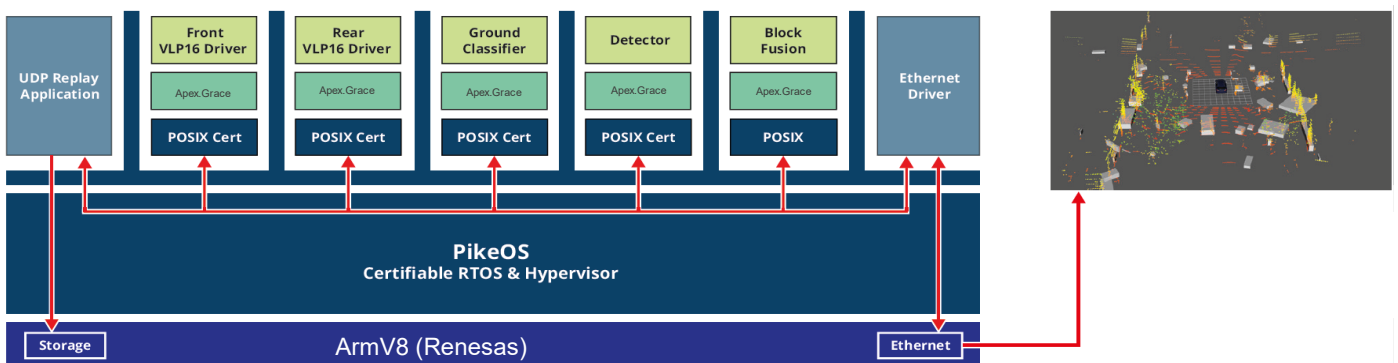 UDP Replay
Application
Front
VLP16 Driver
Apex.Grace
POSIX Cert
Rear
VLP16 Driver
Apex.Grace
POSIX Cert
Ground
Classifier
Apex.Grace
POSIX Cert
Detector
Apex.Grace
POSIX Cert
Block
Fusion
Apex.Grace
POSIX
Ethernet
Driver
PikeOS
Certifiable RTOS & Hypervisor
Storage
ArmV8 (Renesas)
Ethernet